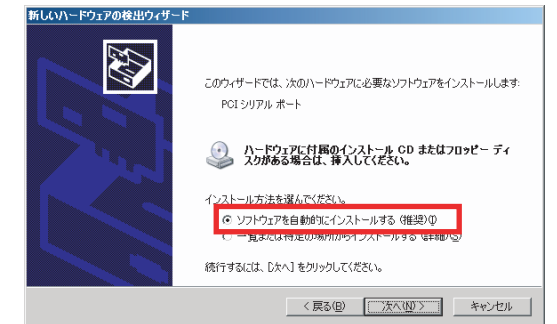 新しいハードウェアの検出ウィザード
このウィザードでは、次のハードウェアに必要なソフトウェアをインストールします:
PCI シリアル ポート
ハードウェアに付属のインストール CD またはフロッピー ディ
スクがある場合は、挿入してください。
インストール方法を選んでください。
ソフトウェアを自動的にインストールする (推奨)(I)
一覧または特定の場所からインストールする (詳細)(S)
続行するには、[次へ] をクリックしてください。
< 戻る(B)
次へ(N) >
キャンセル